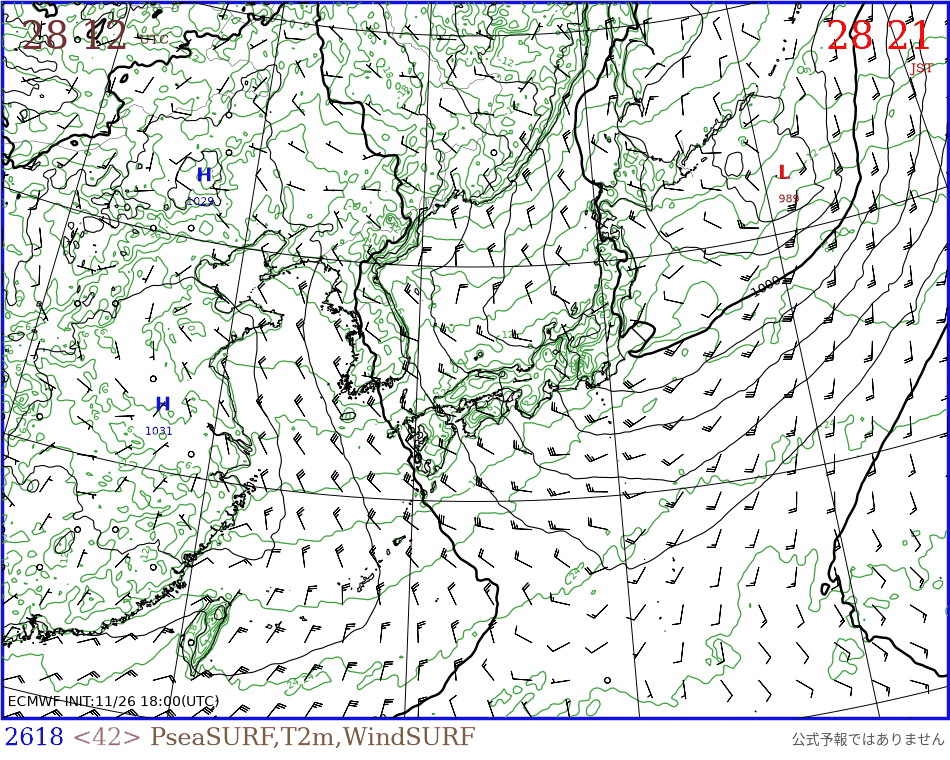 28 12 UTC
28 21
JST
H
1029
L
989
1000
H
1031
ECMWF INIT:11/26 18:00(UTC)
2618 <42> PseaSURF,T2m,WindSURF
公式予報ではありません